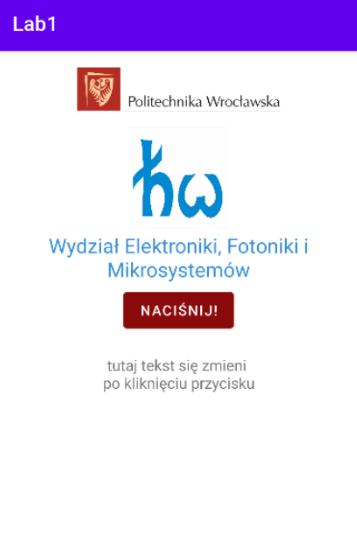 Lab1
Politechnika Wrocławska
ħω
Wydział Elektroniki, Fotoniki i
Mikrosystemów
NACIŚNIJ!
tutaj tekst się zmieni
po kliknięciu przycisku